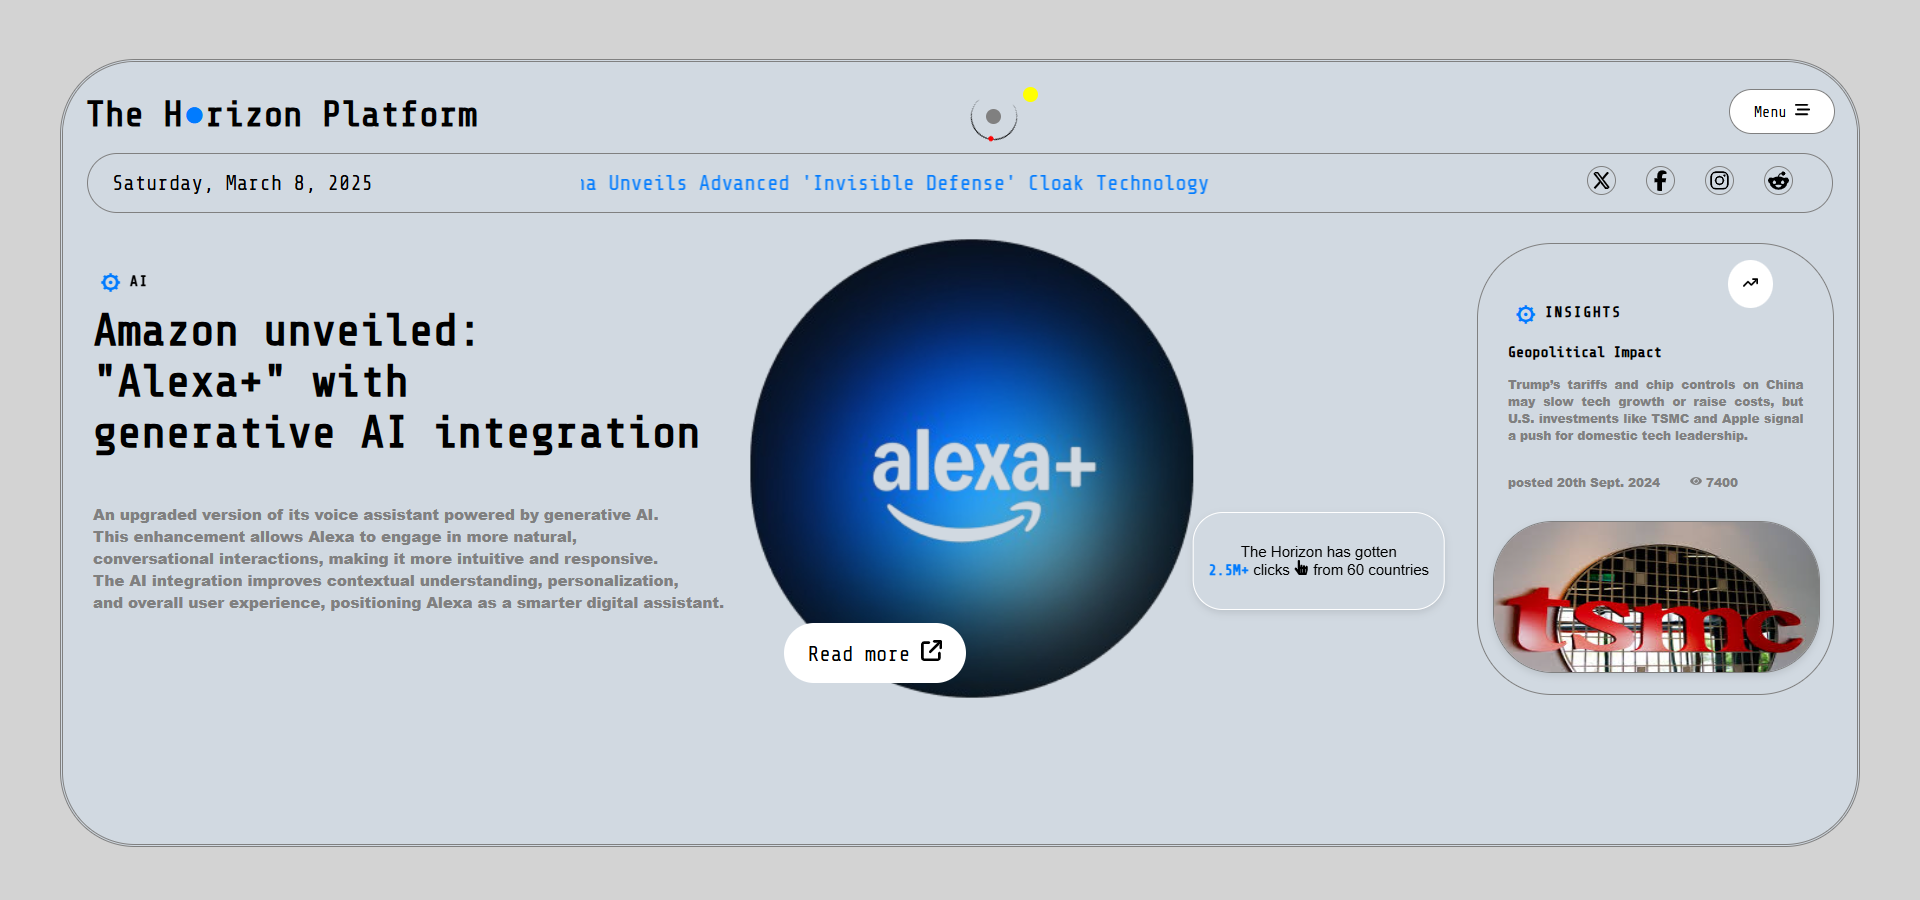 The Horizon Platform
Menu
Saturday, March 8, 2025
Unveils Advanced 'Invisible Defense' Cloak Technology
AI
Amazon unveiled:
"Alexa+" with
generative AI integration
An upgraded version of its voice assistant powered by generative AI.
This enhancement allows Alexa to engage in more natural,
conversational interactions, making it more intuitive and responsive.
The AI integration improves contextual understanding, personalization,
and overall user experience, positioning Alexa as a smarter digital assistant.
alexa+
Read more
The Horizon has gotten
2.5M+ clicks from 60 countries
INSIGHTS
Geopolitical Impact
Trump's tariffs and chip controls on China
may slow tech growth or raise costs, but
U.S. investments like TSMC and Apple signal
a push for domestic tech leadership.
posted 20th Sept. 2024 7400
tsmc